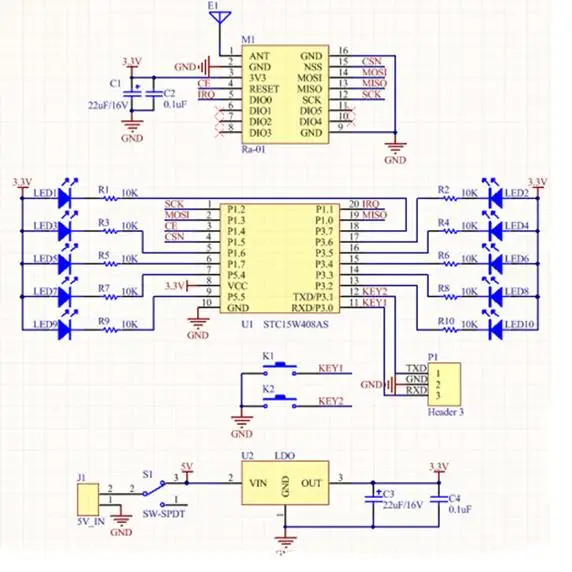 E1
M1
1 ANT GND 16
GND 2 GND NSS 15 CSN
3.3V 3 3V3 MOSI 14 MOSI
CE 4 RESET MISO 13 MISO
IRQ 5 DIO0 SCK 12 SCK
6 DIO1 DIO5 11
7 DIO2 DIO4 10
8 DIO3 GND 9
C1 C2
22uF/16V 0.1uF
GND
Ra-01
GND
3.3V 3.3V
LED1 R1 10K R2 10K LED2
SCK 1 P1.2 P1.1 20 IRQ
MOSI 2 P1.3 P1.0 19 MISO
CE 3 P1.4 P3.7 18
CSN 4 P1.5 P3.6 17
5 P1.6 P3.5 16
6 P1.7 P3.4 15
7 P5.4 P3.3 14
3.3V 8 VCC P3.2 13
9 P5.5 TXD/P3.1 12 KEY2
10 GND RXD/P3.0 11 KEY1
LED3 R3 10K R4 10K LED4
LED5 R5 10K R6 10K LED6
LED7 R7 10K R8 10K LED8
LED9 R9 10K R10 10K LED10
GND
U1 STC15W408AS
K1 KEY1
K2 KEY2
GND
P1
TXD 1
GND GND 2
RXD 3
Header 3
J1 S1 5V U2 LDO 3.3V
2 2 3 2 VIN GND OUT 3
1 1 1
5V_IN GND SW-SPDT
C3 C4
22uF/16V 0.1uF
GND